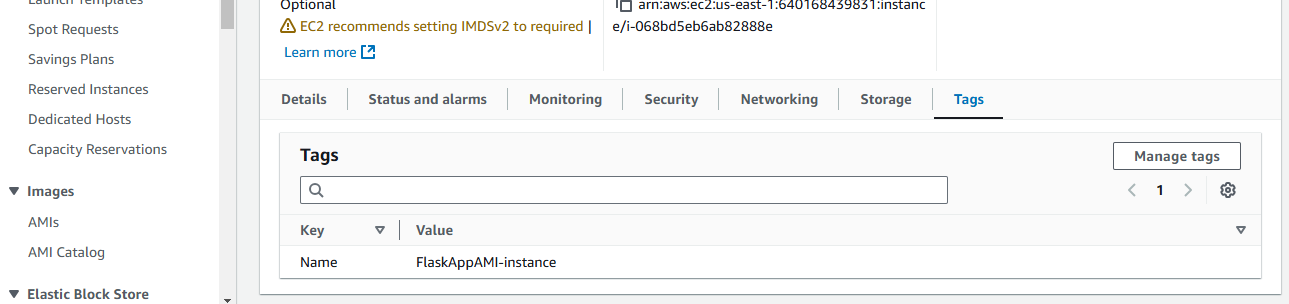 Launch Templates
Spot Requests
Savings Plans
Reserved Instances
Dedicated Hosts
Capacity Reservations
Images
AMIs
AMI Catalog
Elastic Block Store
Optional
EC2 recommends setting IMDSv2 to required |
Learn more
arn:aws:ec2:us-east-1:640168439831:instanc
e/i-068bd5eb6ab82888e
Details | Status and alarms | Monitoring | Security | Networking | Storage | Tags
Tags
Manage tags
1
Key Value
Name FlaskAppAMI-instance